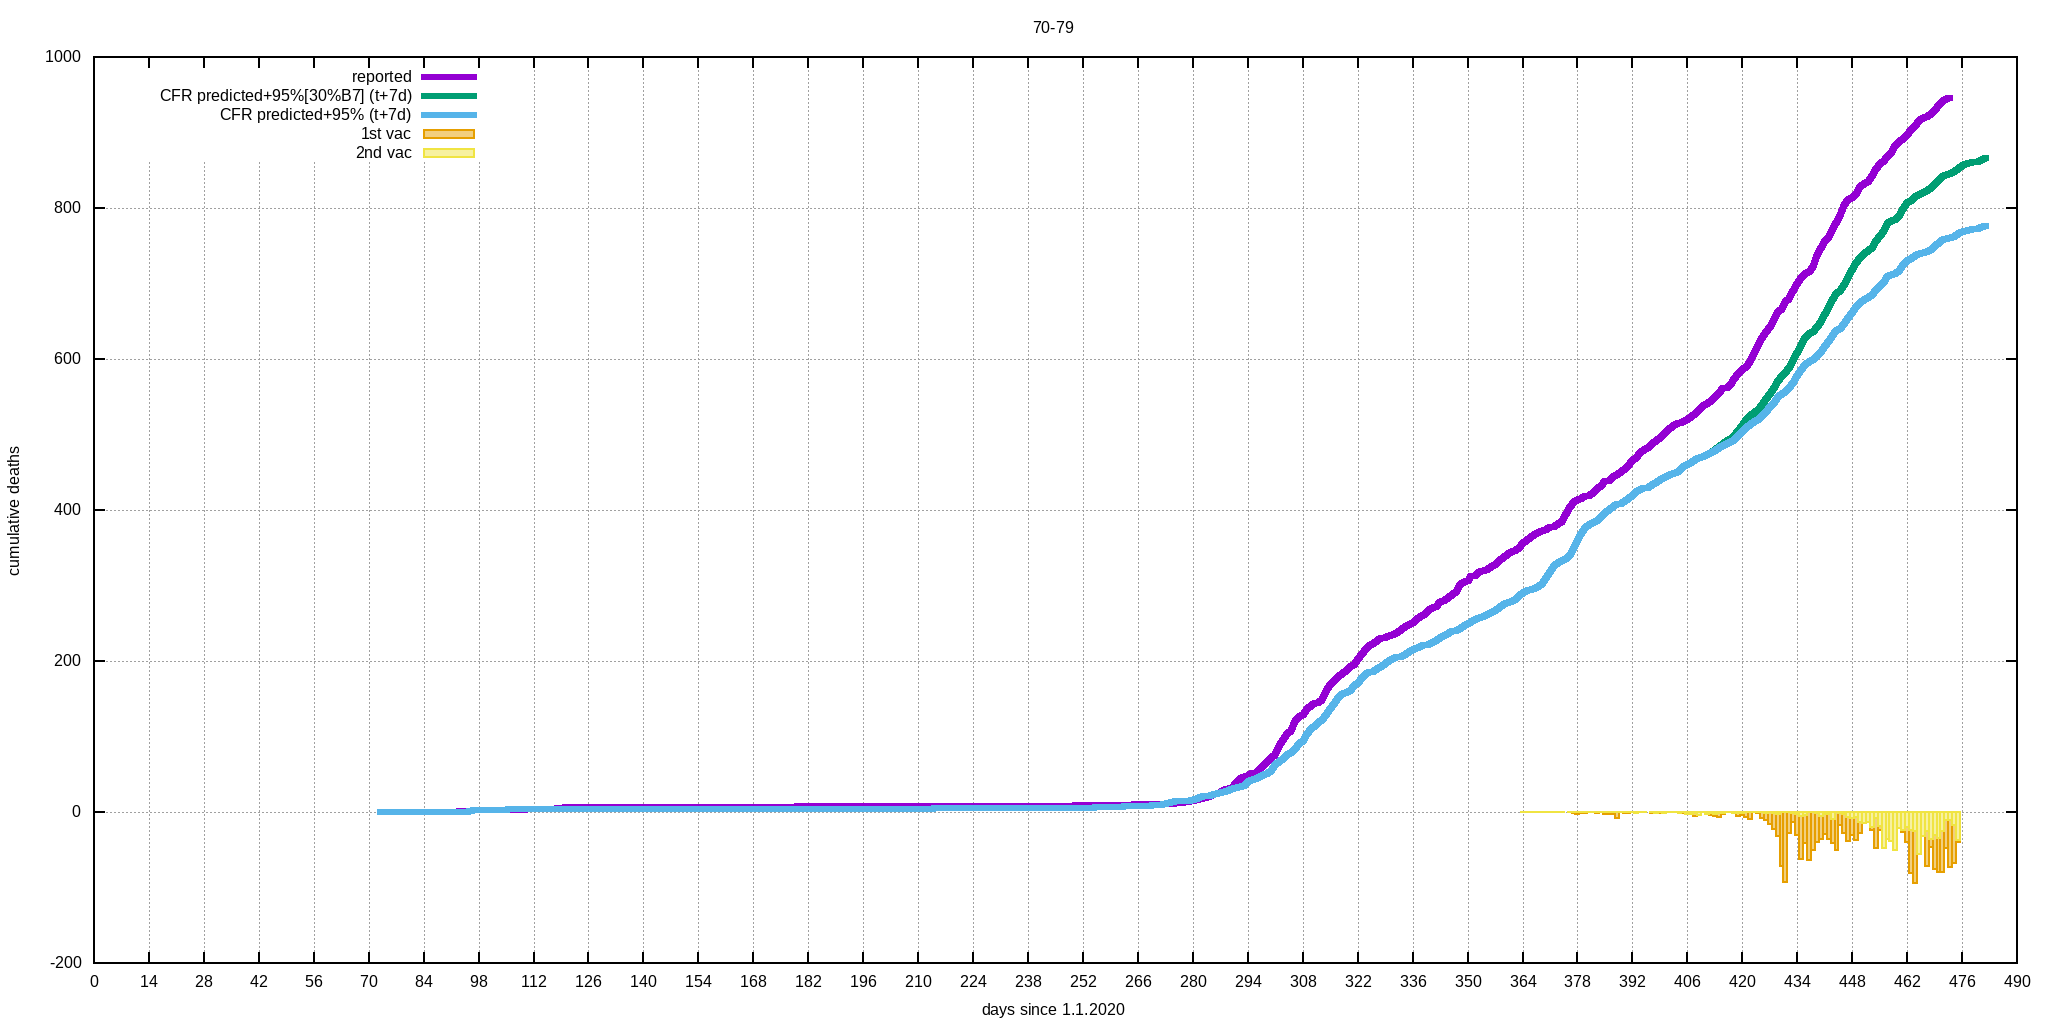 70-79
1000
800
600
400
200
0
-200
cumulative deaths
reported
CFR predicted+95%[30%B7] (t+7d)
CFR predicted+95% (t+7d)
1st vac
2nd vac
0 14 28 42 56 70 84 98 112 126 140 154 168 182 196 210 224 238 252 266 280 294 308 322 336 350 364 378 392 406 420 434 448 462 476 490
days since 1.1.2020